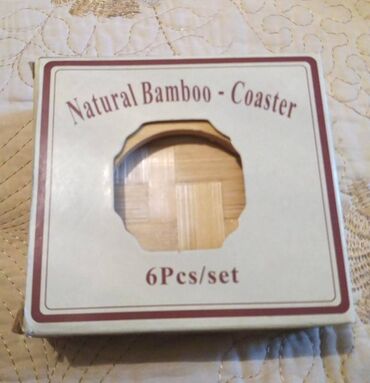 Natural Bamboo - Coaster
6Pcs/set